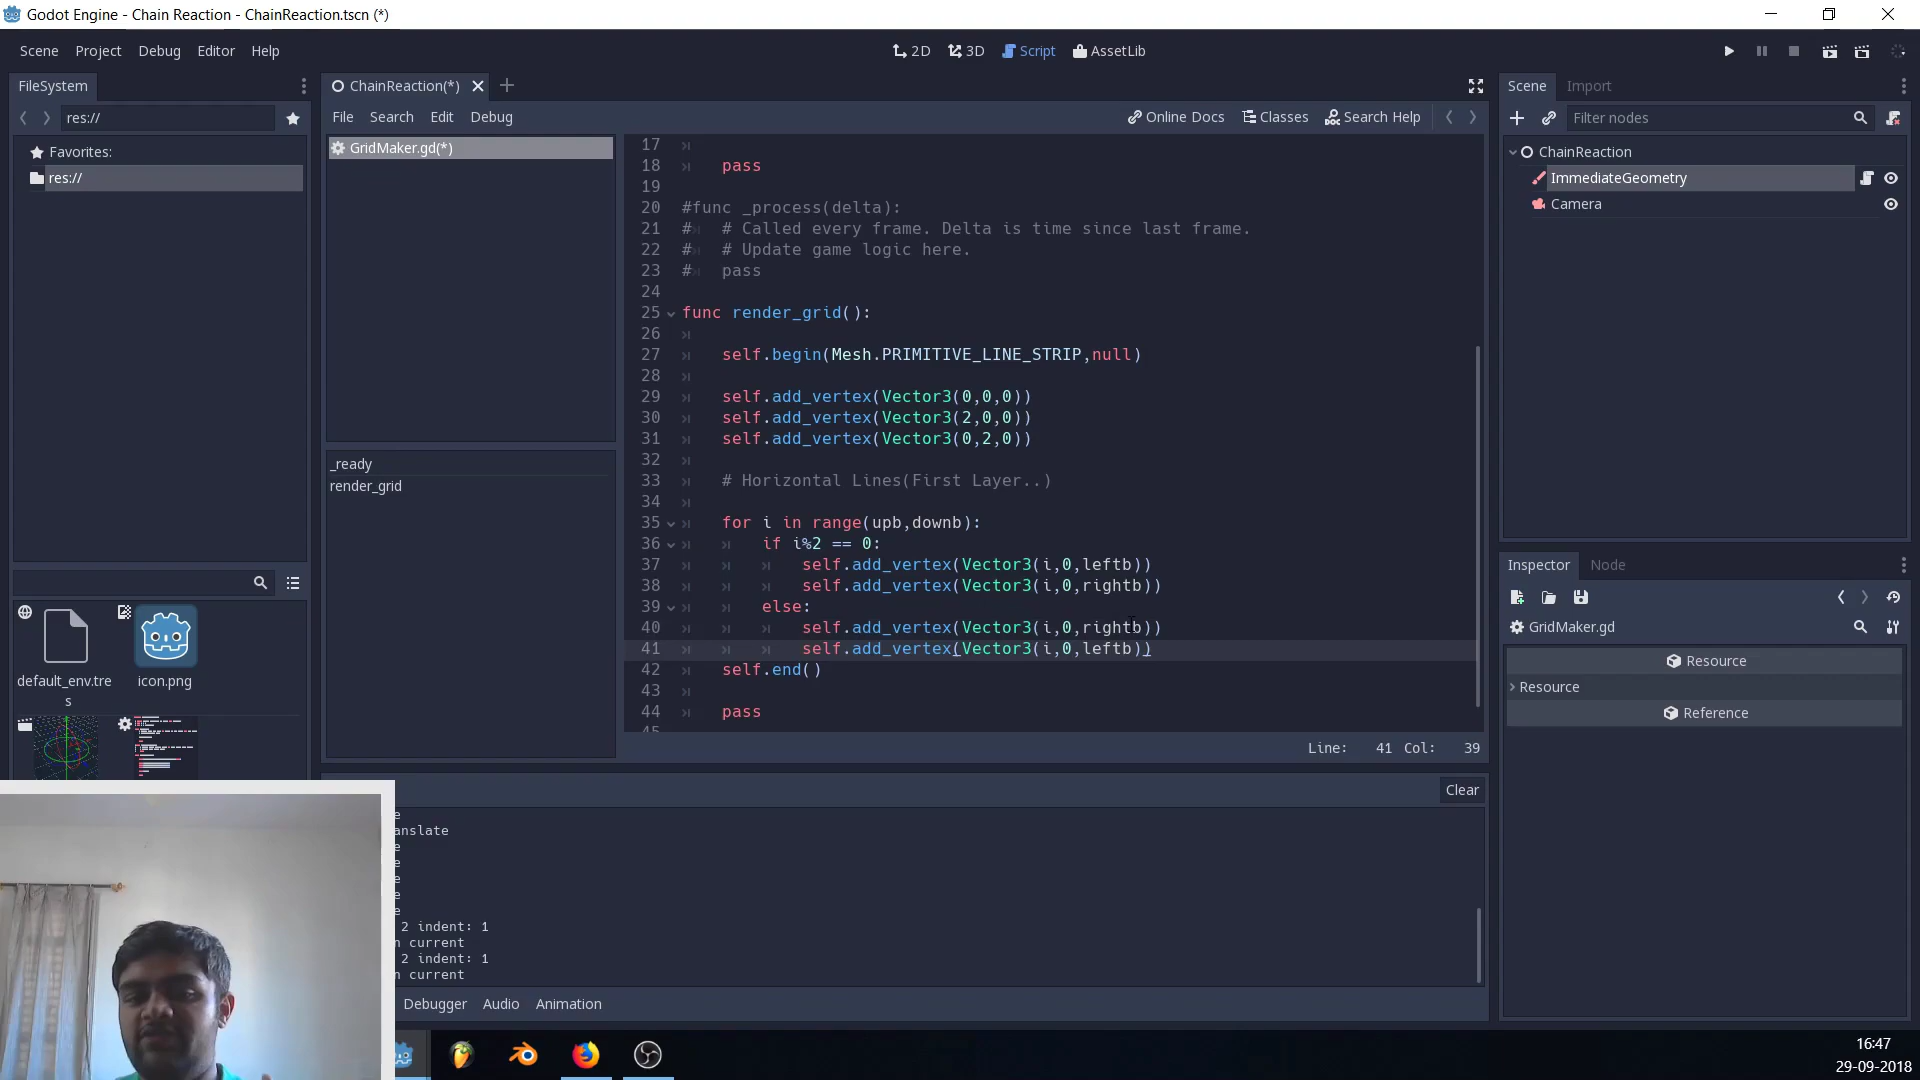 Godot Engine - Chain Reaction - ChainReaction.tscn (*)
Scene Project Debug Editor Help
2D 3D Script AssetLib
FileSystem
res://
Favorites:
res://
default_env.tres
icon.png
ChainReaction(*)
File Search Edit Debug
Online Docs Classes Search Help
GridMaker.gd(*)
_ready
render_grid
17
18 pass
19
20 #func _process(delta):
21 # # Called every frame. Delta is time since last frame.
22 # # Update game logic here.
23 # pass
24
25 func render_grid():
26
27 self.begin(Mesh.PRIMITIVE_LINE_STRIP,null)
28
29 self.add_vertex(Vector3(0,0,0))
30 self.add_vertex(Vector3(2,0,0))
31 self.add_vertex(Vector3(0,2,0))
32
33 # Horizontal Lines(First Layer..)
34
35 for i in range(upb,downb):
36 if i%2 == 0:
37 self.add_vertex(Vector3(i,0,leftb))
38 self.add_vertex(Vector3(i,0,rightb))
39 else:
40 self.add_vertex(Vector3(i,0,rightb))
41 self.add_vertex(Vector3(i,0,leftb))
42 self.end()
43
44 pass
45
Line: 41 Col: 39
Clear
e
anslate
e
e
e
e
e
2 indent: 1
n current
2 indent: 1
n current
Debugger Audio Animation
Scene Import
Filter nodes
ChainReaction
ImmediateGeometry
Camera
Inspector Node
GridMaker.gd
Resource
Resource
Reference
16:47
29-09-2018